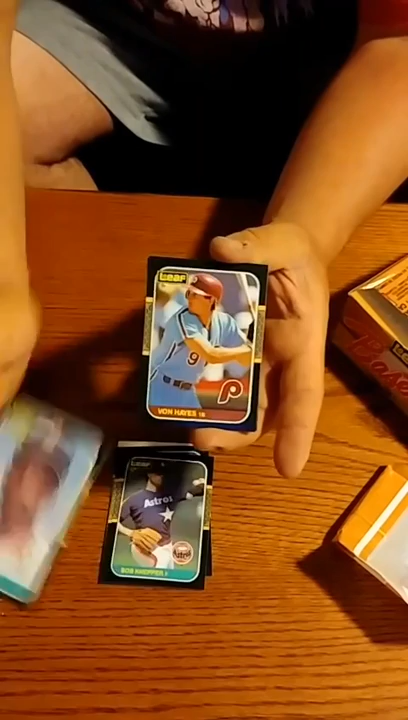 Leaf
9
P
VON HAYES 1B
Leaf
Astros
BOB KNEPPER P